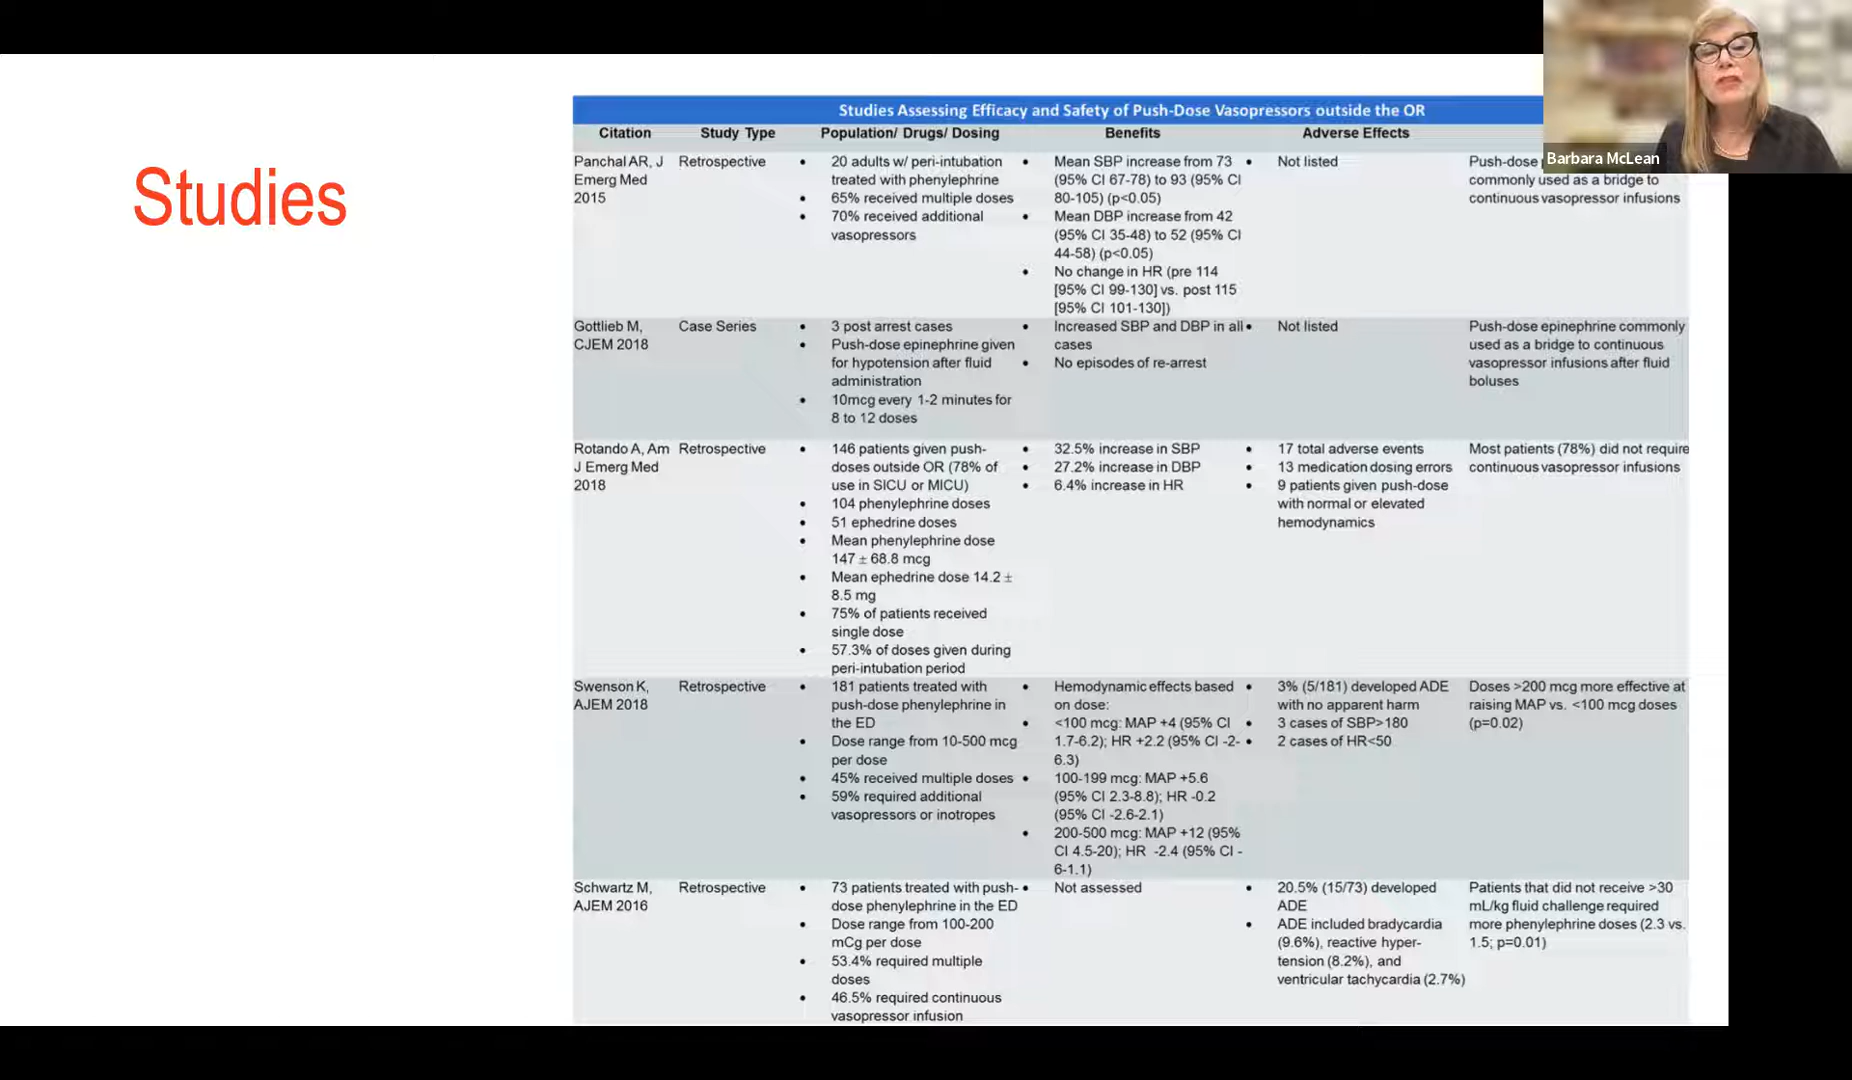 Studies
Studies Assessing Efficacy and Safety of Push-Dose Vasopressors outside the OR
Citation Study Type Population/ Drugs/ Dosing Benefits Adverse Effects
Panchal AR, J
Emerg Med
2015
Retrospective
• 20 adults w/ peri-intubation
treated with phenylephrine
• 65% received multiple doses
• 70% received additional
vasopressors
• Mean SBP increase from 73
(95% CI 67-78) to 93 (95% CI
80-105) (p<0.05)
• Mean DBP increase from 42
(95% CI 35-48) to 52 (95% CI
44-58) (p<0.05)
• No change in HR (pre 114
[95% CI 99-130] vs. post 115
[95% CI 101-130])
• Not listed
Push-dose
commonly used as a bridge to
continuous vasopressor infusions
Gottlieb M,
CJEM 2018
Case Series
• 3 post arrest cases
• Push-dose epinephrine given
for hypotension after fluid
administration
• 10mcg every 1-2 minutes for
8 to 12 doses
• Increased SBP and DBP in all
cases
• No episodes of re-arrest
• Not listed
Push-dose epinephrine commonly
used as a bridge to continuous
vasopressor infusions after fluid
boluses
Rotando A, Am
J Emerg Med
2018
Retrospective
• 146 patients given push-
doses outside OR (78% of
use in SICU or MICU)
• 104 phenylephrine doses
• 51 ephedrine doses
• Mean phenylephrine dose
147 ± 68.8 mcg
• Mean ephedrine dose 14.2 ±
8.5 mg
• 75% of patients received
single dose
• 57.3% of doses given during
peri-intubation period
• 32.5% increase in SBP
• 27.2% increase in DBP
• 6.4% increase in HR
• 17 total adverse events
• 13 medication dosing errors
• 9 patients given push-dose
with normal or elevated
hemodynamics
Most patients (78%) did not require
continuous vasopressor infusions
Swenson K,
AJEM 2018
Retrospective
• 181 patients treated with
push-dose phenylephrine in
the ED
• Dose range from 10-500 mcg
per dose
• 45% received multiple doses
• 59% required additional
vasopressors or inotropes
• Hemodynamic effects based
on dose:
• <100 mcg: MAP +4 (95% CI
1.7-6.2); HR +2.2 (95% CI -2-
6.3)
• 100-199 mcg: MAP +5.6
(95% CI 2.3-8.8); HR -0.2
(95% CI -2.6-2.1)
• 200-500 mcg: MAP +12 (95%
CI 4.5-20); HR -2.4 (95% CI -
6-1.1)
• 3% (5/181) developed ADE
with no apparent harm
• 3 cases of SBP>180
• 2 cases of HR<50
Doses >200 mcg more effective at
raising MAP vs. <100 mcg doses
(p=0.02)
Schwartz M,
AJEM 2016
Retrospective
• 73 patients treated with push-
dose phenylephrine in the ED
• Dose range from 100-200
mCg per dose
• 53.4% required multiple
doses
• 46.5% required continuous
vasopressor infusion
• Not assessed
• 20.5% (15/73) developed
ADE
• ADE included bradycardia
(9.6%), reactive hyper-
tension (8.2%), and
ventricular tachycardia (2.7%)
Patients that did not receive >30
mL/kg fluid challenge required
more phenylephrine doses (2.3 vs.
1.5; p=0.01)
Barbara McLean